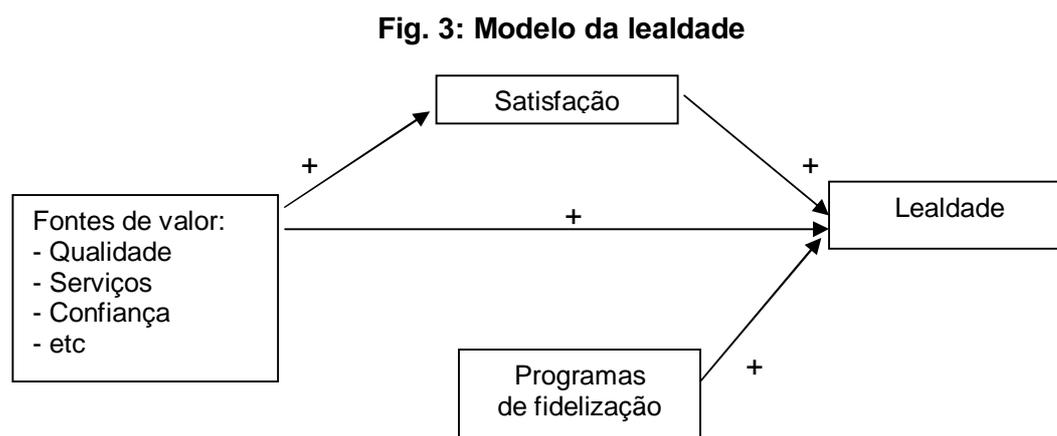 Fig. 3: Modelo da lealdade
Satisfação
+
+
Fontes de valor:
- Qualidade
- Serviços
- Confiança
- etc
+
Lealdade
Programas
de fidelização
+